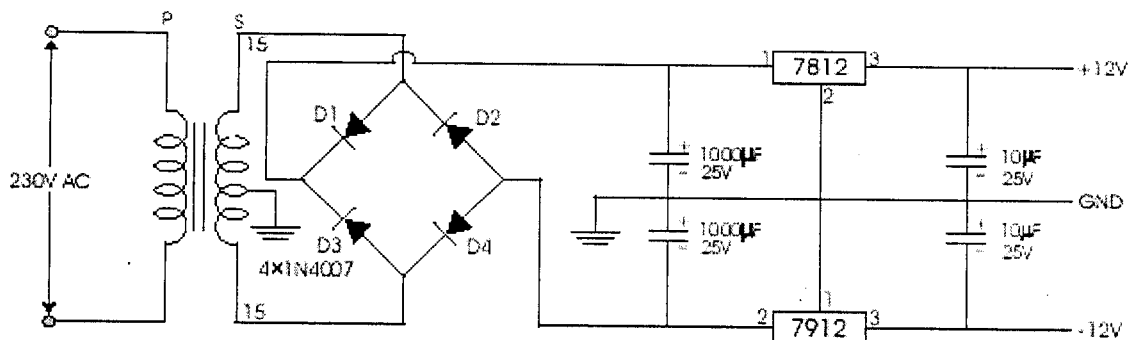 P
S
15
230V AC
D1
D2
D3
D4
4×1N4007
15
1
7812
3
2
+12V
+
1000µF
-
25V
+
10µF
-
25V
GND
+
1000µF
-
25V
+
10µF
-
25V
1
2
7912
3
-12V